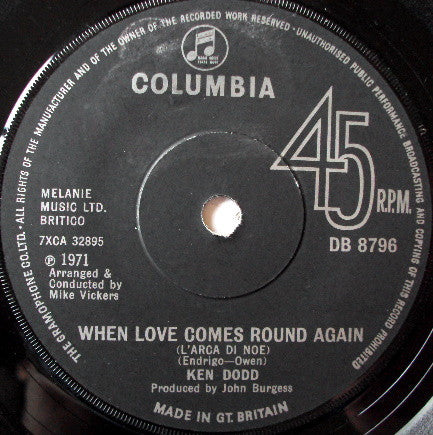 ALL RIGHTS OF THE MANUFACTURER AND OF THE OWNER OF THE RECORDED WORK RESERVED·UNAUTHORISED PUBLIC PERFORMANCE BROADCASTING AND COPYING OF THIS RECORD PROHIBITED
THE GRAMOPHONE CO.LTD.·
COLUMBIA
45
R.P.M.
MELANIE
MUSIC LTD.
BRITICO
7XCA 32895
DB 8796
℗ 1971
Arranged &
Conducted by
Mike Vickers
WHEN LOVE COMES ROUND AGAIN
(L'ARCA DI NOE)
(Endrigo—Owen)
KEN DODD
Produced by John Burgess
MADE IN GT. BRITAIN